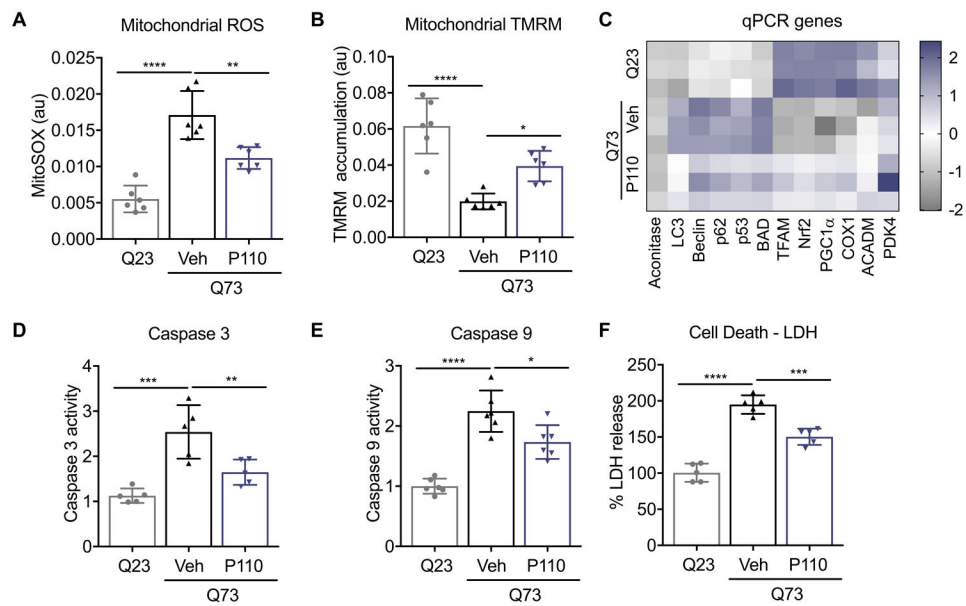 A
Mitochondrial ROS
****
**
0.025
0.020
0.015
0.010
0.005
0.000
MitoSOX (au)
Q23
Veh
P110
Q73
B
Mitochondrial TMRM
****
*
0.10
0.08
0.06
0.04
0.02
0.00
TMRM accumulation (au)
Q23
Veh
P110
Q73
C
qPCR genes
Q23
Veh
P110
Q73
2
1
0
-1
-2
Aconitase
LC3
Beclin
p62
p53
BAD
TFAM
Nrf2
PGC1α
COX1
ACADM
PDK4
D
Caspase 3
***
**
4
3
2
1
0
Caspase 3 activity
Q23
Veh
P110
Q73
E
Caspase 9
****
*
3
2
1
0
Caspase 9 activity
Q23
Veh
P110
Q73
F
Cell Death - LDH
****
***
250
200
150
100
50
0
% LDH release
Q23
Veh
P110
Q73